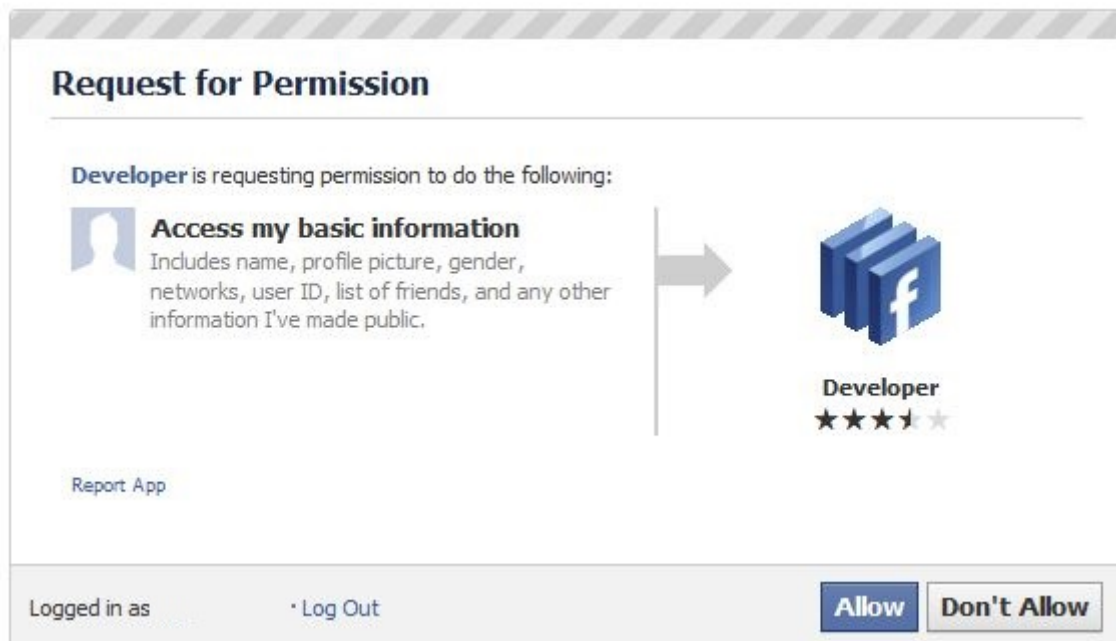 Request for Permission
Developer is requesting permission to do the following:
Access my basic information
Includes name, profile picture, gender,
networks, user ID, list of friends, and any other
information I've made public.
f
Developer
Report App
Logged in as · Log Out
Allow
Don't Allow